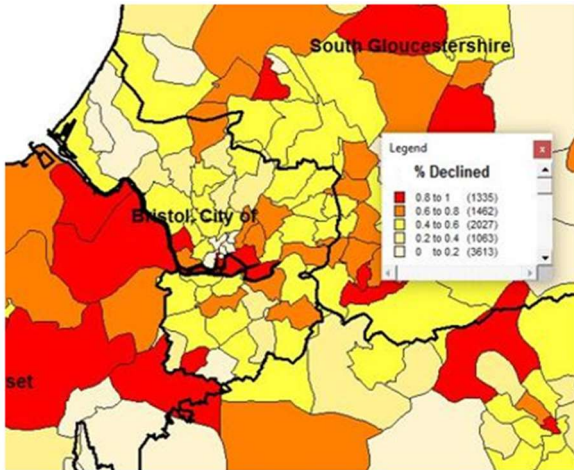 South Gloucestershire
Legend
x
% Declined
0.8 to 1 (1335)
0.6 to 0.8 (1462)
0.4 to 0.6 (2027)
0.2 to 0.4 (1063)
0 to 0.2 (3613)
Bristol, City of
set